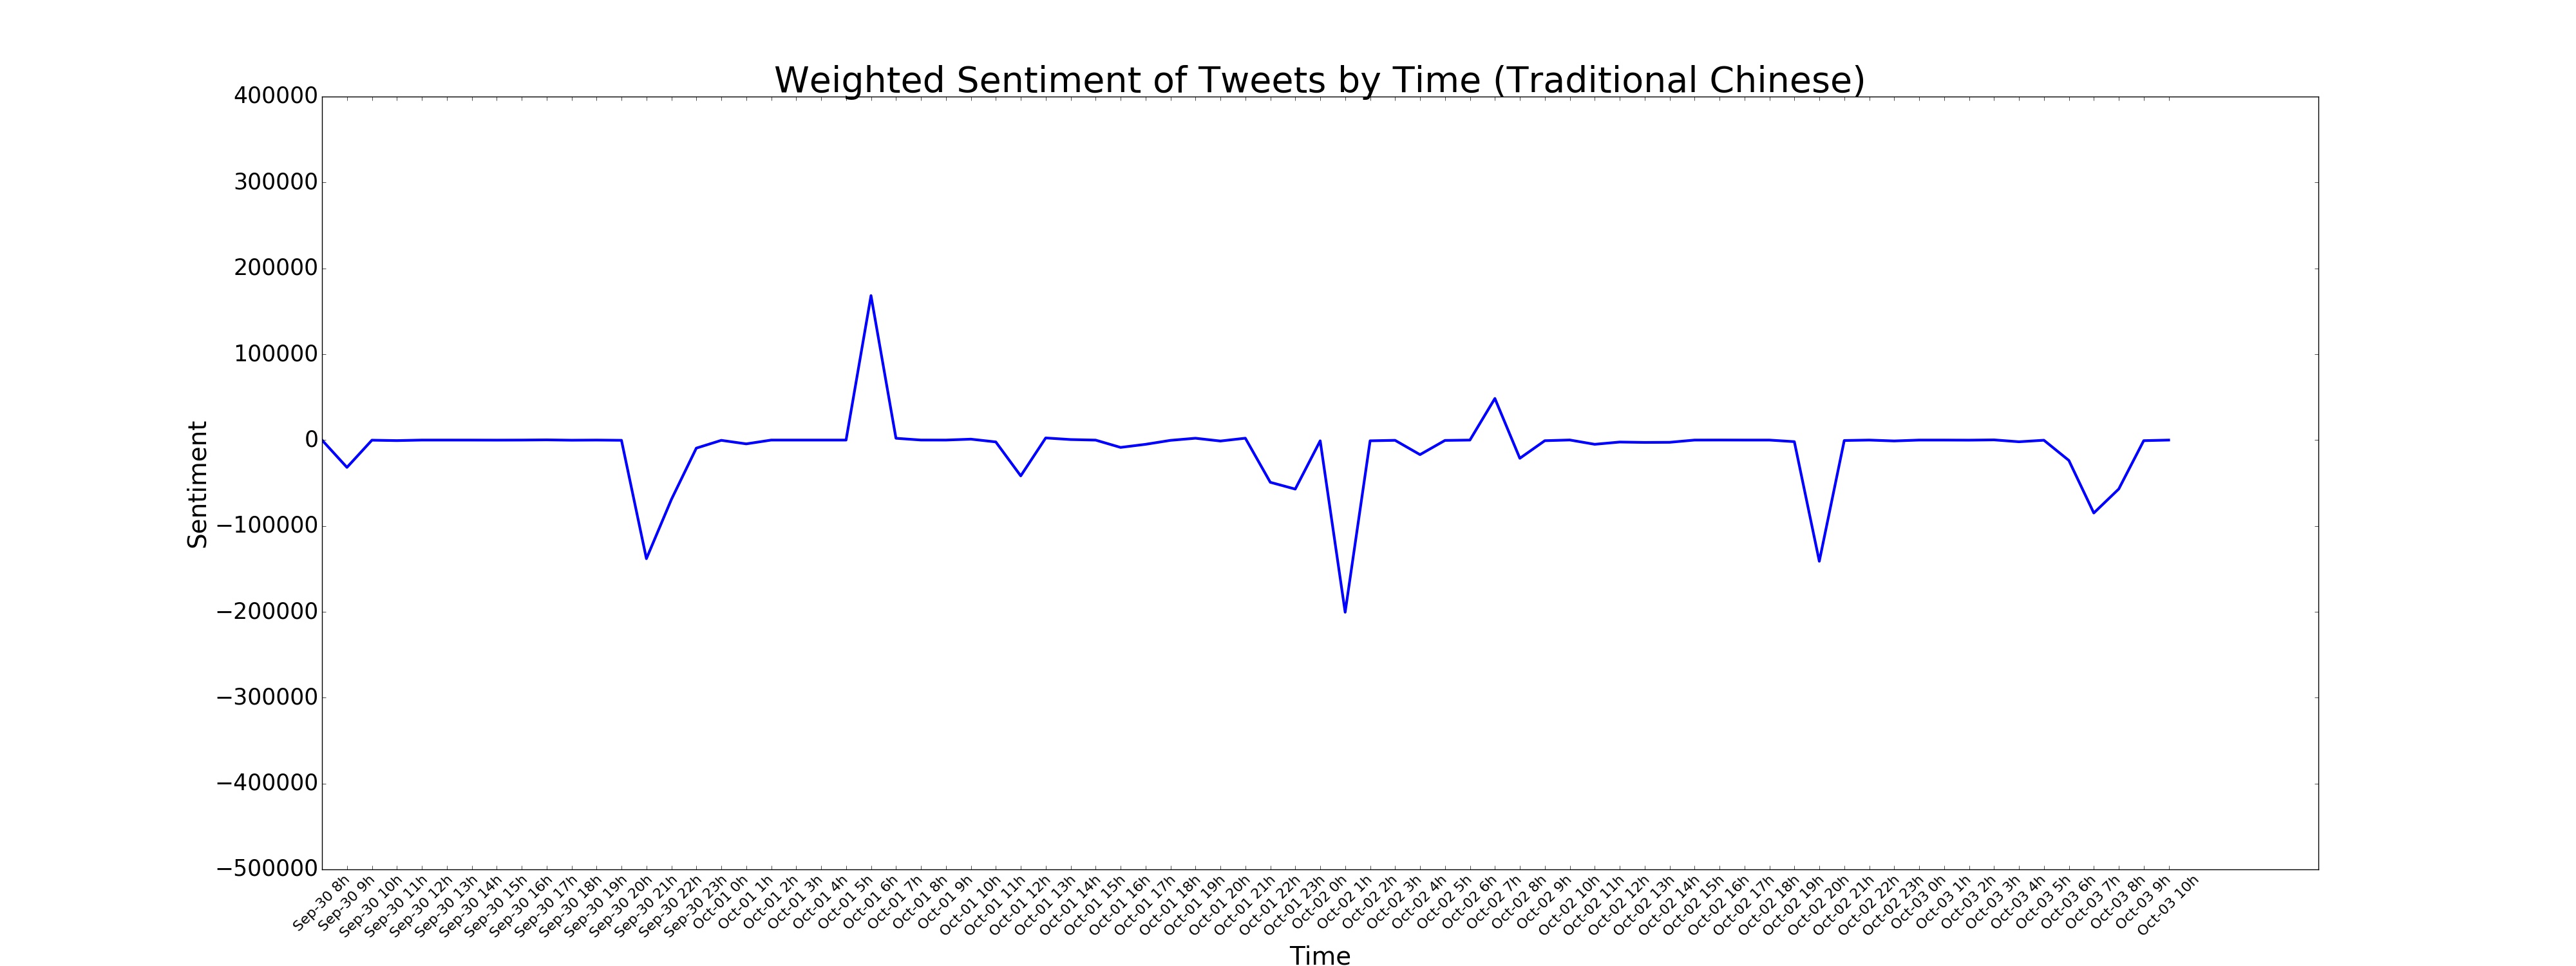 Weighted Sentiment of Tweets by Time (Traditional Chinese)
400000
300000
200000
100000
0
−100000
−200000
−300000
−400000
−500000
Sentiment
Sep-30 8h
Sep-30 9h
Sep-30 10h
Sep-30 11h
Sep-30 12h
Sep-30 13h
Sep-30 14h
Sep-30 15h
Sep-30 16h
Sep-30 17h
Sep-30 18h
Sep-30 19h
Sep-30 20h
Sep-30 21h
Sep-30 22h
Sep-30 23h
Oct-01 0h
Oct-01 1h
Oct-01 2h
Oct-01 3h
Oct-01 4h
Oct-01 5h
Oct-01 6h
Oct-01 7h
Oct-01 8h
Oct-01 9h
Oct-01 10h
Oct-01 11h
Oct-01 12h
Oct-01 13h
Oct-01 14h
Oct-01 15h
Oct-01 16h
Oct-01 17h
Oct-01 18h
Oct-01 19h
Oct-01 20h
Oct-01 21h
Oct-01 22h
Oct-01 23h
Oct-02 0h
Oct-02 1h
Oct-02 2h
Oct-02 3h
Oct-02 4h
Oct-02 5h
Oct-02 6h
Oct-02 7h
Oct-02 8h
Oct-02 9h
Oct-02 10h
Oct-02 11h
Oct-02 12h
Oct-02 13h
Oct-02 14h
Oct-02 15h
Oct-02 16h
Oct-02 17h
Oct-02 18h
Oct-02 19h
Oct-02 20h
Oct-02 21h
Oct-02 22h
Oct-02 23h
Oct-03 0h
Oct-03 1h
Oct-03 2h
Oct-03 3h
Oct-03 4h
Oct-03 5h
Oct-03 6h
Oct-03 7h
Oct-03 8h
Oct-03 9h
Oct-03 10h
Time